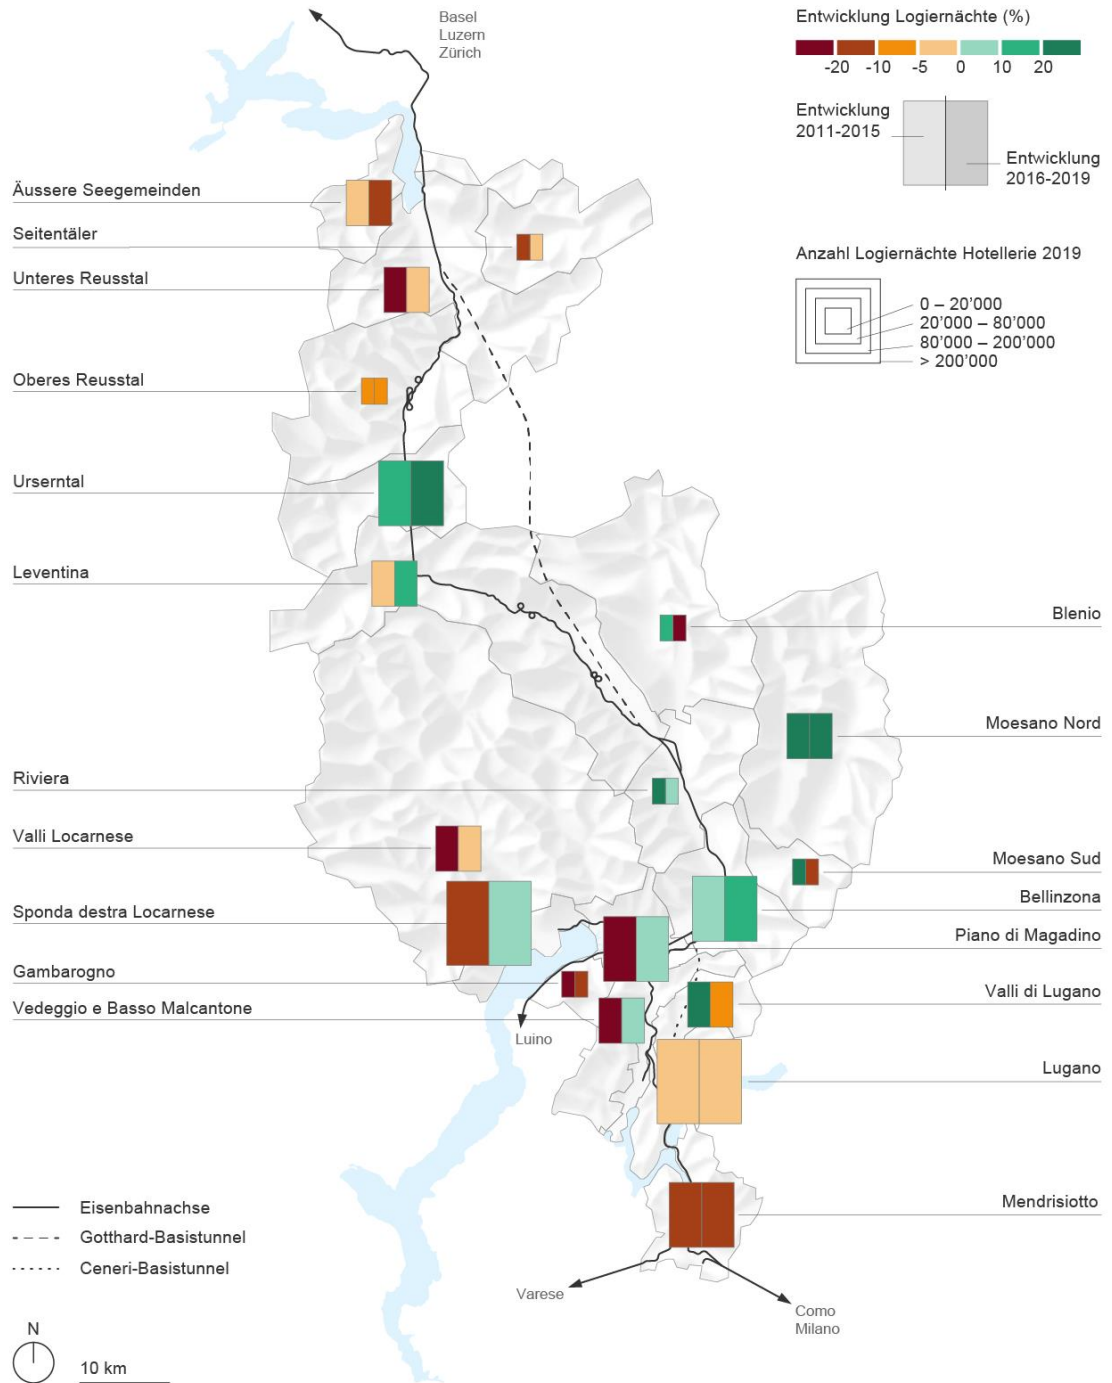 Basel
Luzern
Zürich
Entwicklung Logiernächte (%)
-20 -10 -5 0 10 20
Entwicklung
2011-2015
Entwicklung
2016-2019
Anzahl Logiernächte Hotellerie 2019
0 – 20'000
20'000 – 80'000
80'000 – 200'000
> 200'000
Äussere Seegemeinden
Seitentäler
Unteres Reusstal
Oberes Reusstal
Urserntal
Leventina
Blenio
Moesano Nord
Riviera
Valli Locarnese
Moesano Sud
Bellinzona
Sponda destra Locarnese
Piano di Magadino
Gambarogno
Valli di Lugano
Vedeggio e Basso Malcantone
Luino
Lugano
Mendrisiotto
Eisenbahnachse
Gotthard-Basistunnel
Ceneri-Basistunnel
Varese
Como
Milano
N
10 km